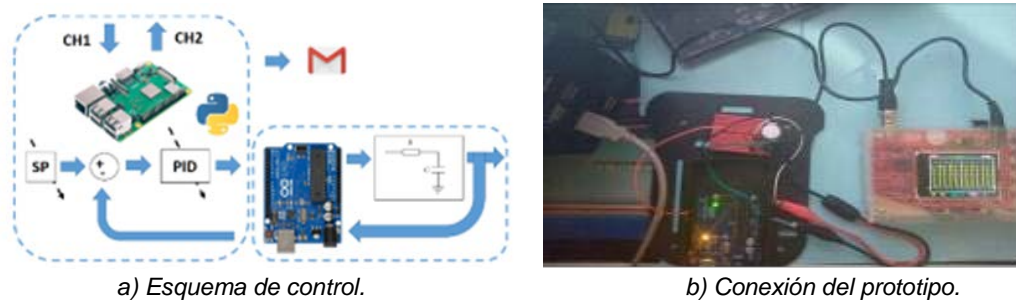 CH1 CH2
SP + - PID
a) Esquema de control. b) Conexión del prototipo.